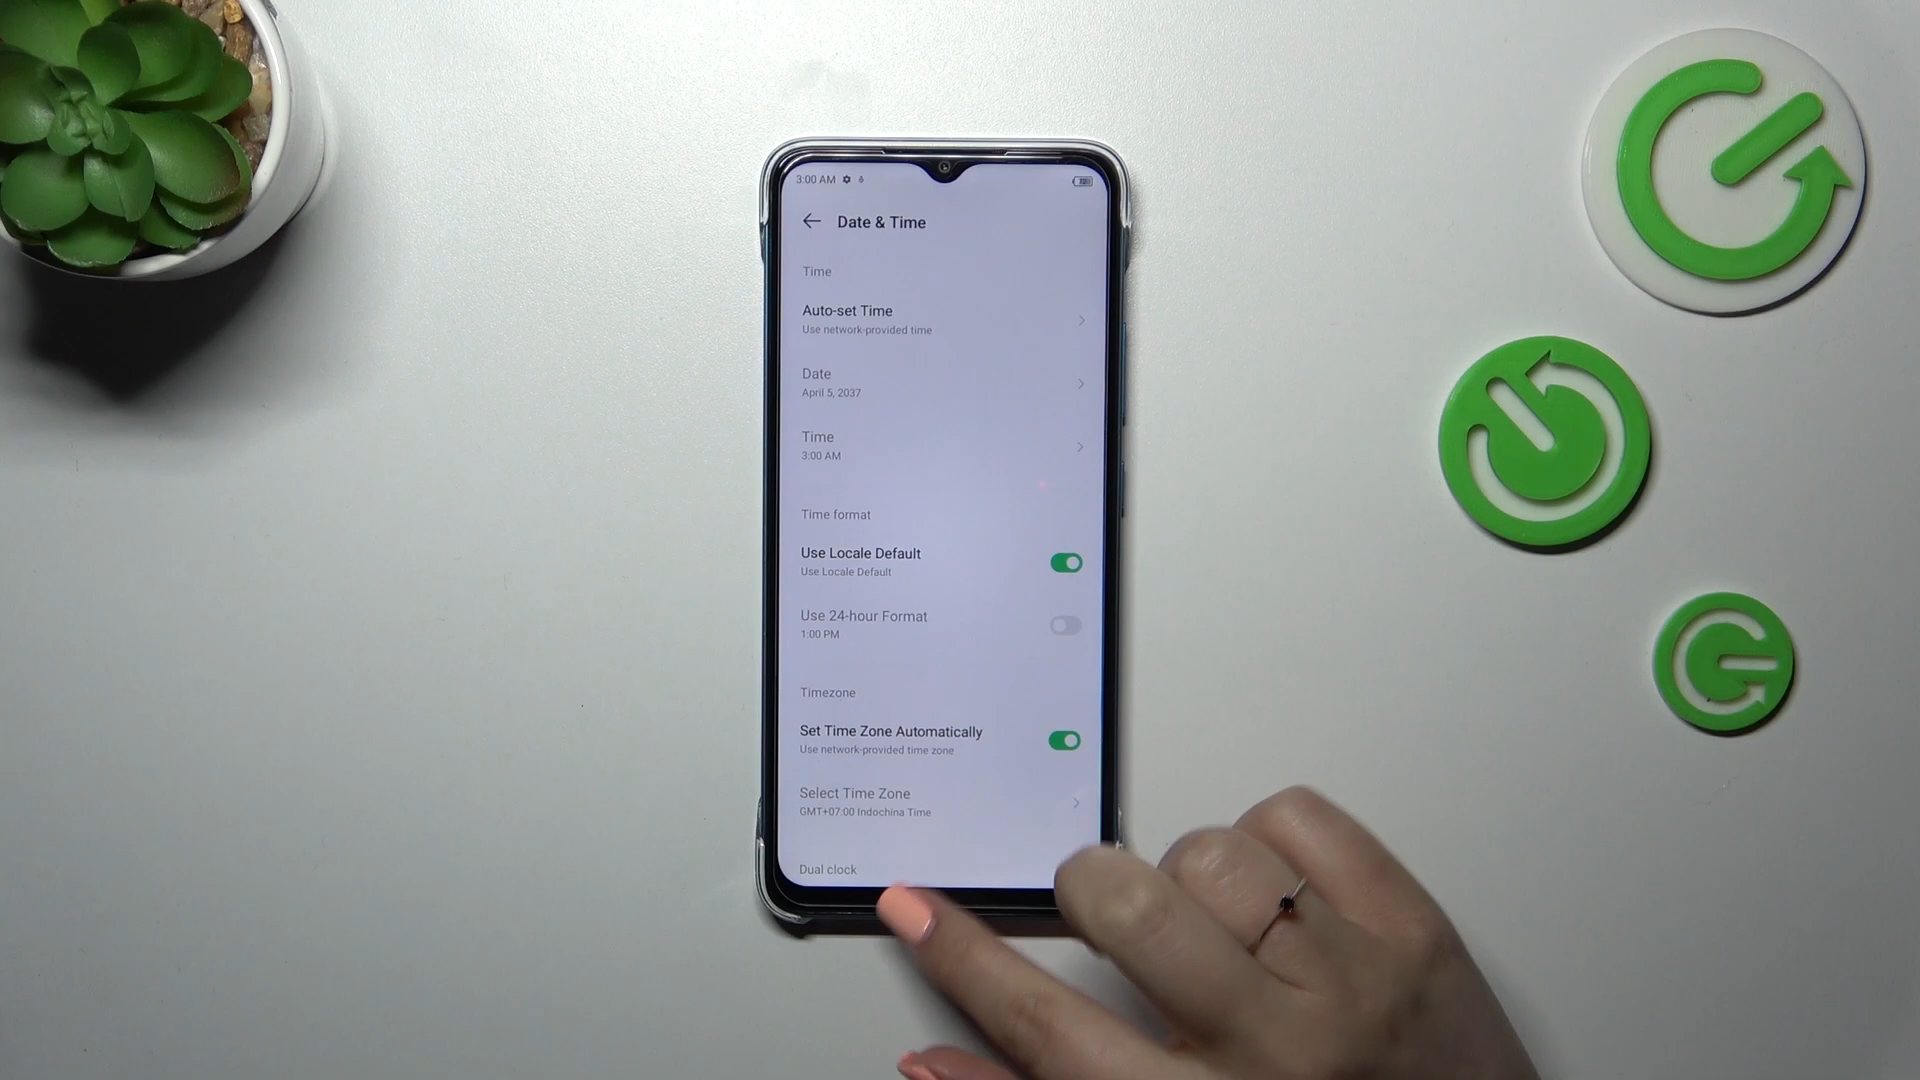 3:00 AM
Date & Time
Time
Auto-set Time
Use network-provided time
Date
April 5, 2037
Time
3:00 AM
Time format
Use Locale Default
Use Locale Default
Use 24-hour Format
1:00 PM
Timezone
Set Time Zone Automatically
Use network-provided time zone
Select Time Zone
GMT+07:00 Indochina Time
Dual clock